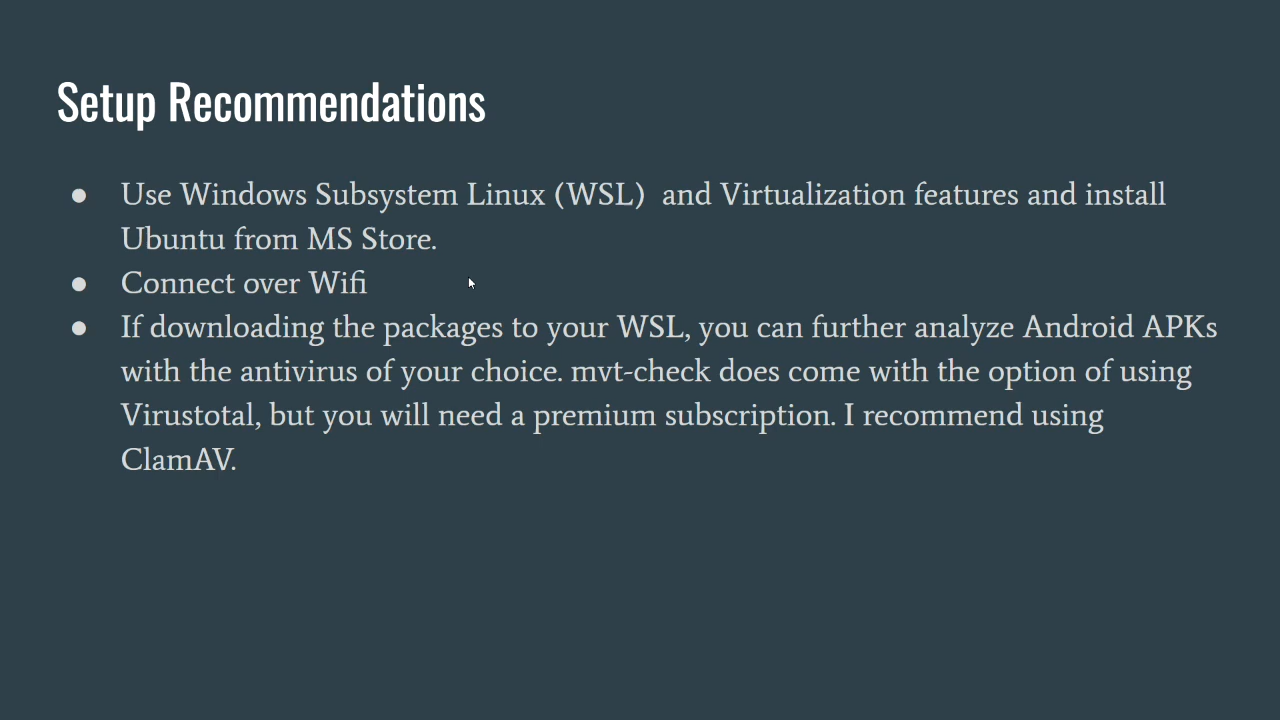 Setup Recommendations
● Use Windows Subsystem Linux (WSL)  and Virtualization features and install
Ubuntu from MS Store.
● Connect over Wifi
● If downloading the packages to your WSL, you can further analyze Android APKs
with the antivirus of your choice. mvt-check does come with the option of using
Virustotal, but you will need a premium subscription. I recommend using
ClamAV.